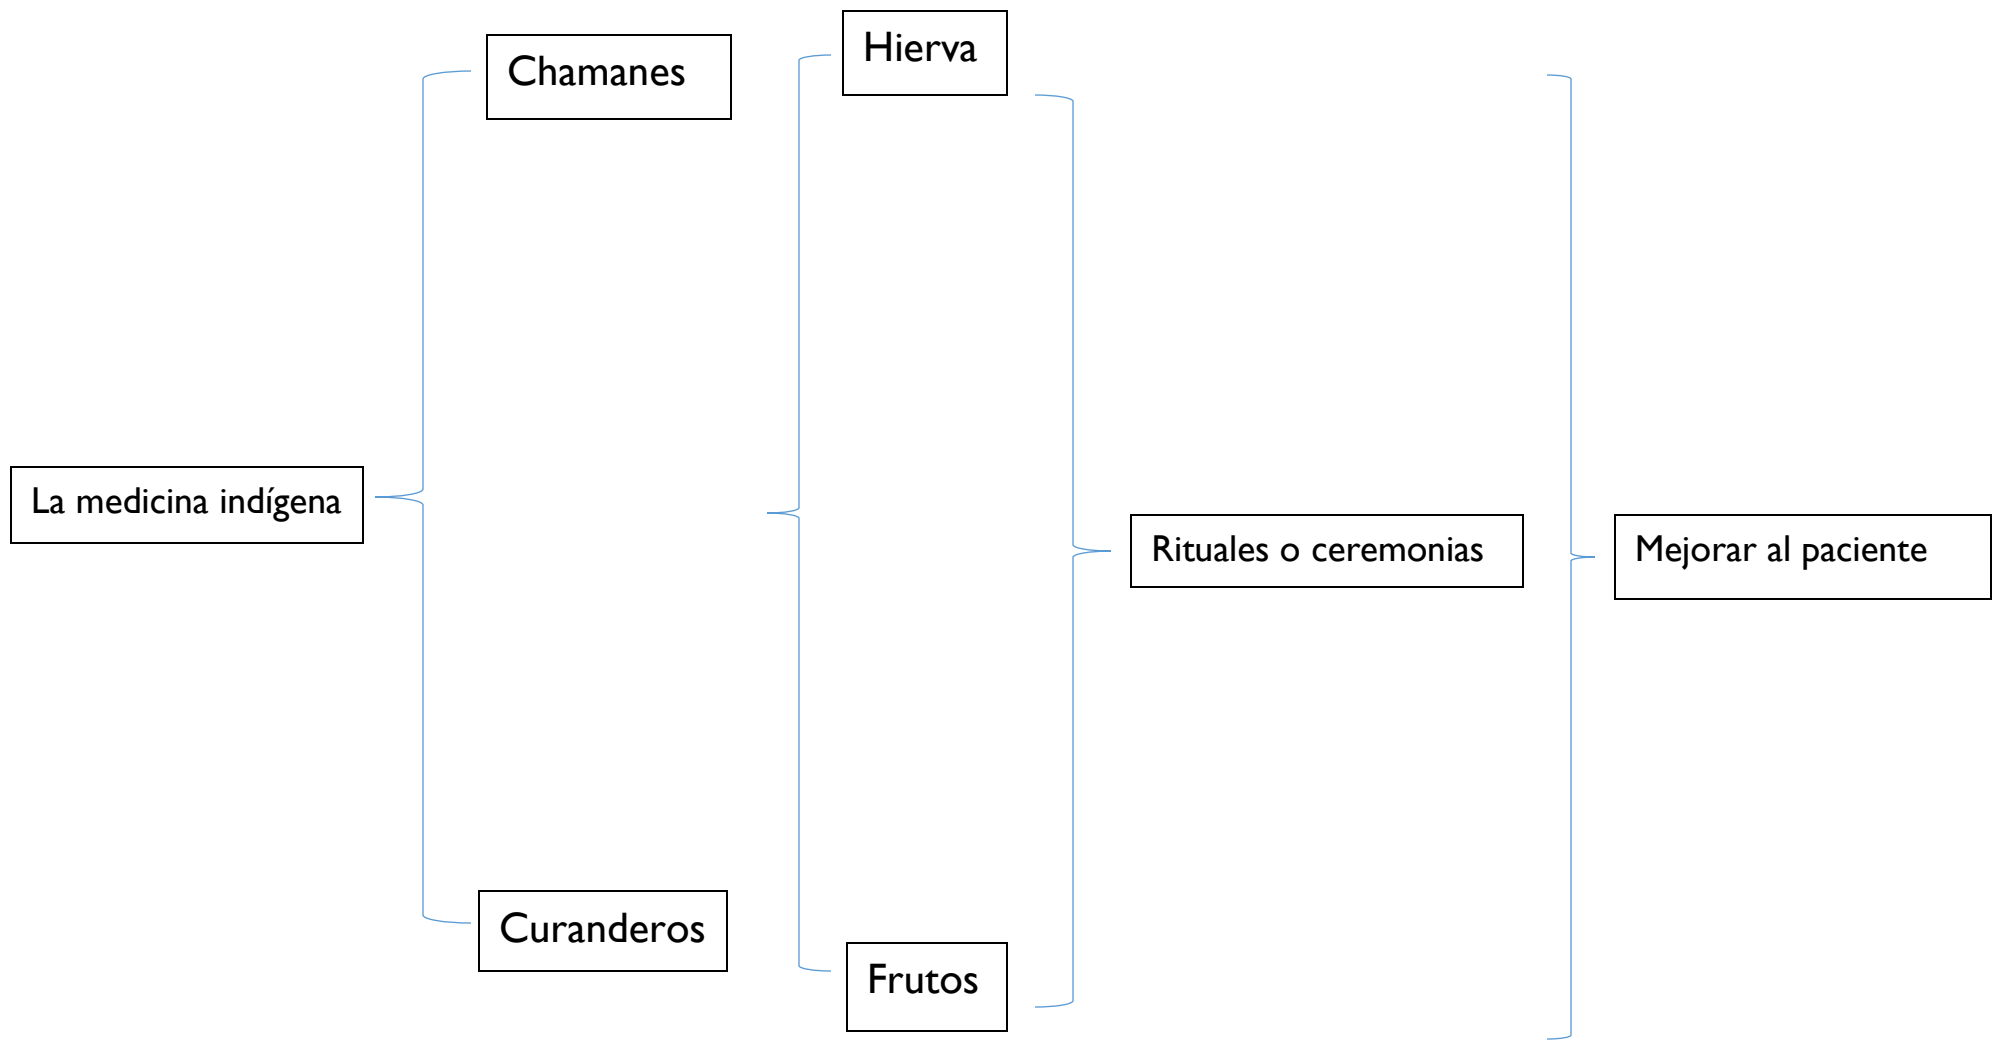 La medicina indígena
Chamanes
Curanderos
Hierva
Frutos
Rituales o ceremonias
Mejorar al paciente